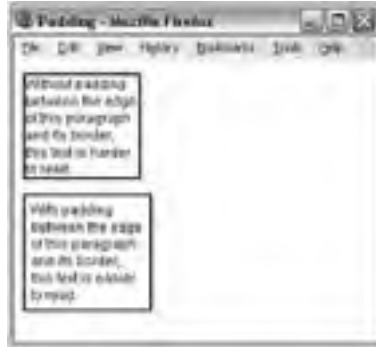 Padding - Mozilla Firefox
File Edit View History Bookmarks Tools Help
Without padding
between the edge
of this paragraph
and its border,
this text is harder
to read.
With padding
between the edge
of this paragraph
and its border,
this text is easier
to read.